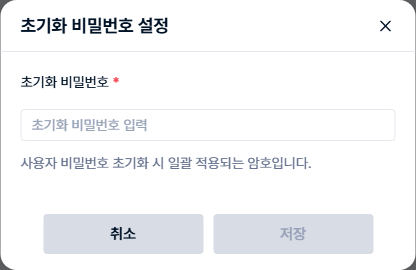 초기화 비밀번호 설정
초기화 비밀번호 *
초기화 비밀번호 입력
사용자 비밀번호 초기화 시 일괄 적용되는 암호입니다.
취소
저장